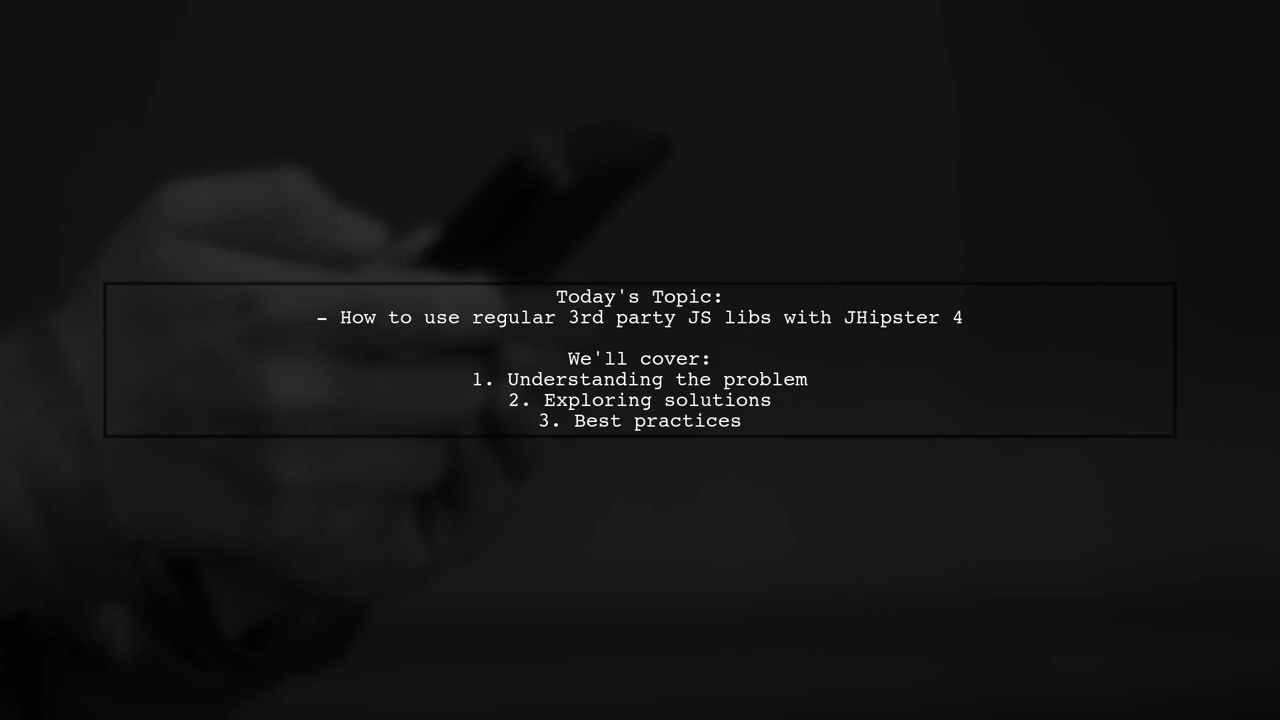 Today's Topic:
- How to use regular 3rd party JS libs with JHipster 4
We'll cover:
1. Understanding the problem
2. Exploring solutions
3. Best practices